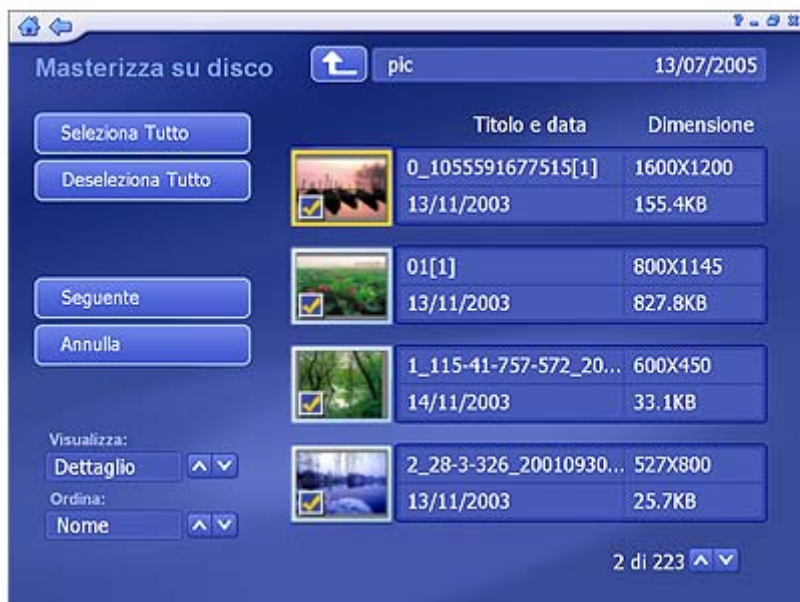 Masterizza su disco
pic 13/07/2005
Seleziona Tutto
Deseleziona Tutto
Seguente
Annulla
Visualizza:
Dettaglio
Ordina:
Nome
Titolo e data Dimensione
0_1055591677515[1] 1600X1200
13/11/2003 155.4KB
01[1] 800X1145
13/11/2003 827.8KB
1_115-41-757-572_20... 600X450
14/11/2003 33.1KB
2_28-3-326_20010930... 527X800
13/11/2003 25.7KB
2 di 223